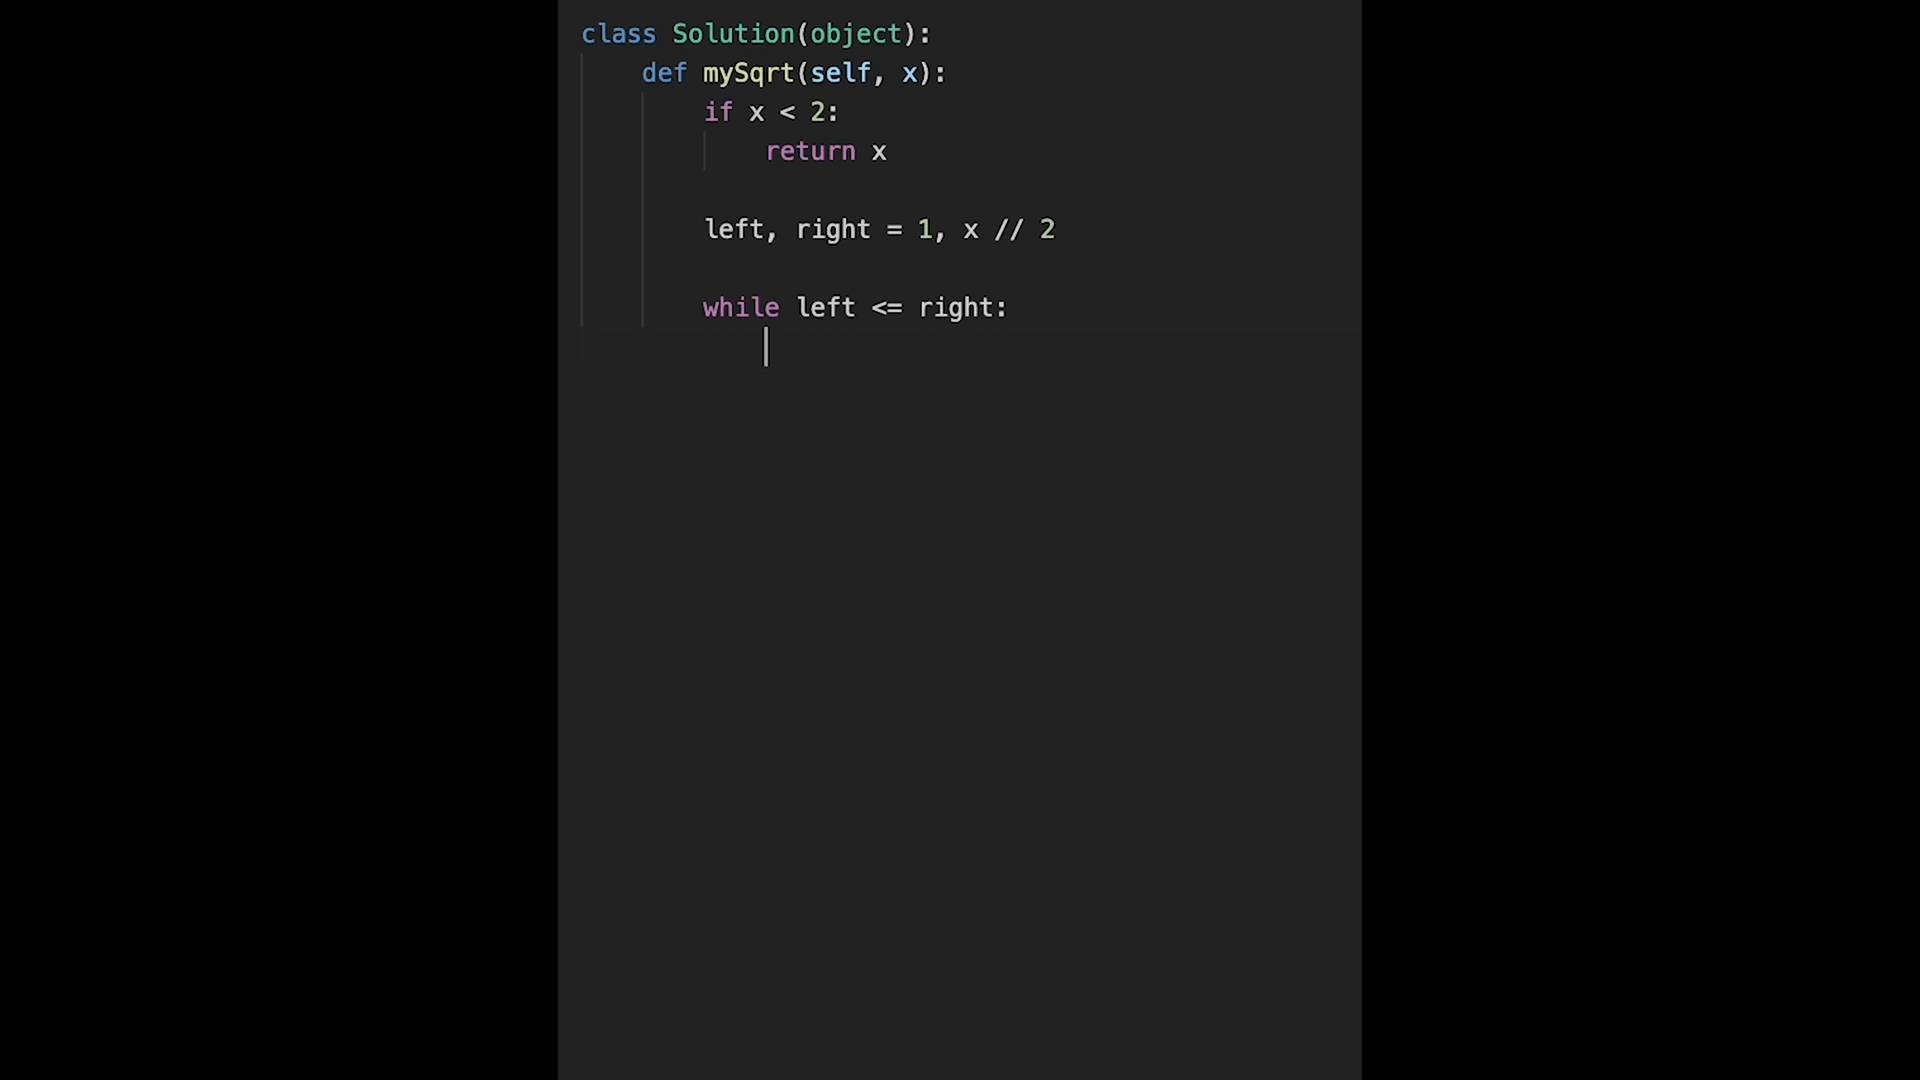 class Solution(object):
    def mySqrt(self, x):
        if x < 2:
            return x

        left, right = 1, x // 2

        while left <= right: